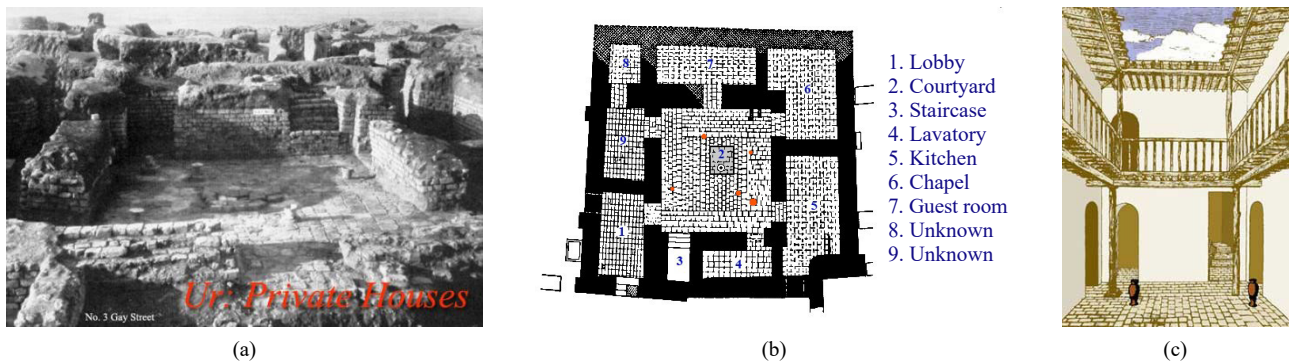 Ur: Private Houses
No. 3 Gay Street
8
7
6
9
2
5
1
3
4
1. Lobby
2. Courtyard
3. Staircase
4. Lavatory
5. Kitchen
6. Chapel
7. Guest room
8. Unknown
9. Unknown
(a)
(b)
(c)